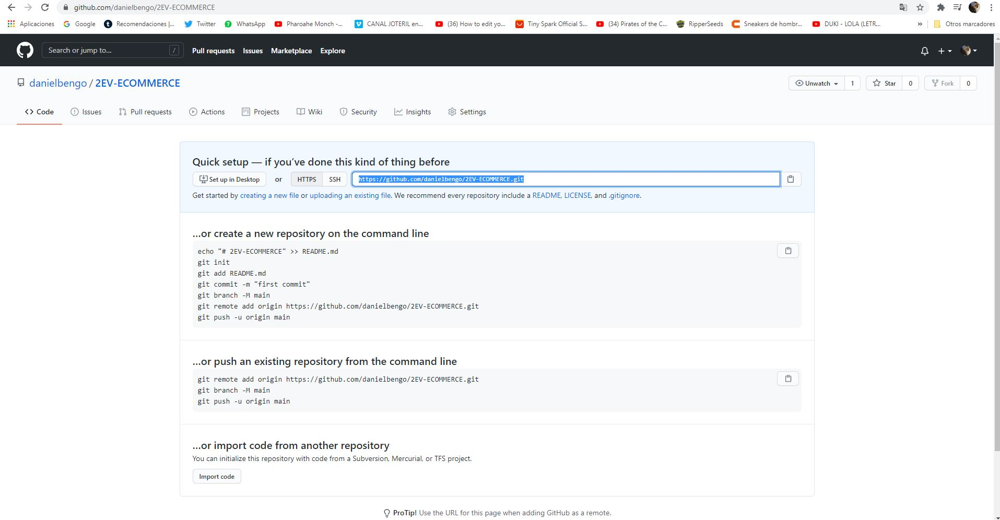 github.com/danielbengo/2EV-ECOMMERCE
Aplicaciones Google Recomendaciones |... Twitter WhatsApp Pharoahe Monch -... CANAL JOTERIL en... (36) How to edit yo... Tiny Spark Official S... (34) Pirates of the C... RipperSeeds Sneakers de hombr... DUKI - LOLA (LETR... » Otros marcadores
Search or jump to... / Pull requests Issues Marketplace Explore
danielbengo / 2EV-ECOMMERCE Unwatch 1 Star 0 Fork 0
Code Issues Pull requests Actions Projects Wiki Security Insights Settings
Quick setup — if you’ve done this kind of thing before
Set up in Desktop or HTTPS SSH https://github.com/danielbengo/2EV-ECOMMERCE.git
Get started by creating a new file or uploading an existing file. We recommend every repository include a README, LICENSE, and .gitignore.
...or create a new repository on the command line
echo "# 2EV-ECOMMERCE" >> README.md
git init
git add README.md
git commit -m "first commit"
git branch -M main
git remote add origin https://github.com/danielbengo/2EV-ECOMMERCE.git
git push -u origin main
...or push an existing repository from the command line
git remote add origin https://github.com/danielbengo/2EV-ECOMMERCE.git
git branch -M main
git push -u origin main
...or import code from another repository
You can initialize this repository with code from a Subversion, Mercurial, or TFS project.
Import code
ProTip! Use the URL for this page when adding GitHub as a remote.